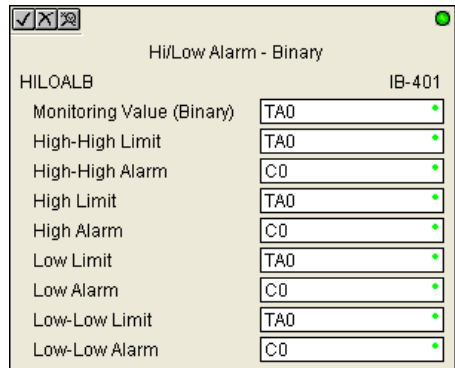 Hi/Low Alarm - Binary
HILOALB IB-401
Monitoring Value (Binary) TA0
High-High Limit TA0
High-High Alarm C0
High Limit TA0
High Alarm C0
Low Limit TA0
Low Alarm C0
Low-Low Limit TA0
Low-Low Alarm C0